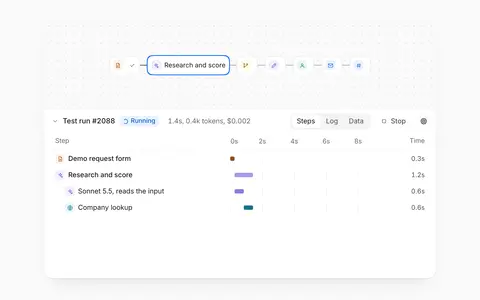 Research and score
Test run #2088 Running 1.4s, 0.4k tokens, $0.002 Steps Log Data Stop
Step 0s 2s 4s 6s 8s Time
Demo request form 0.3s
Research and score 1.2s
Sonnet 5.5, reads the input 0.6s
Company lookup 0.6s